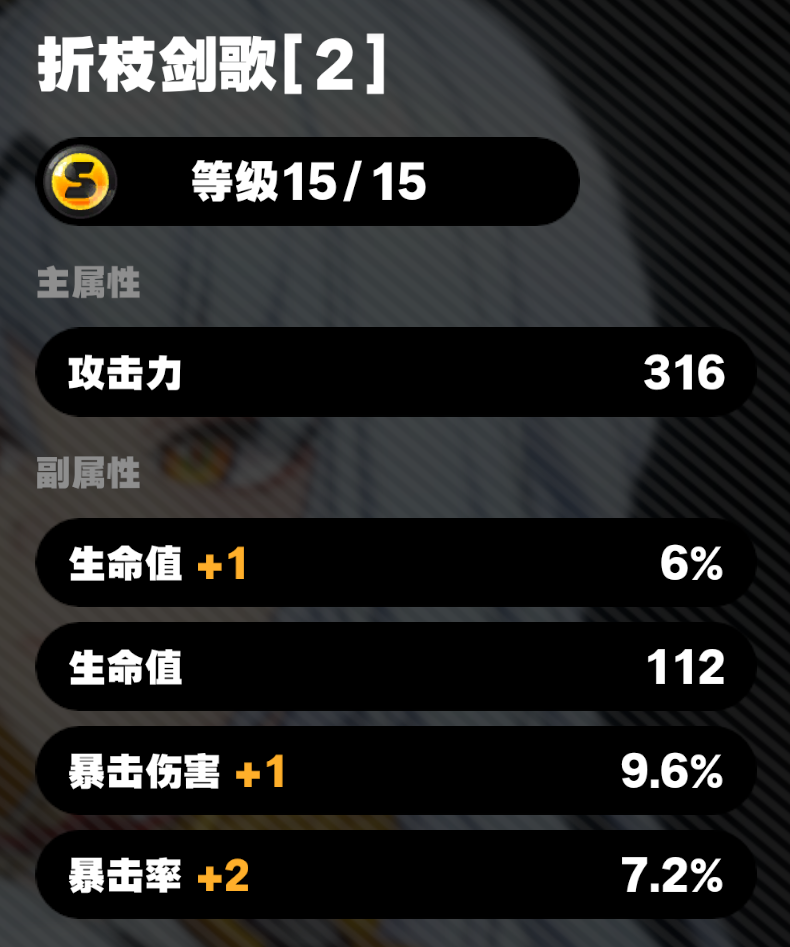 折枝剑歌[2]
S 等级15/15
主属性
攻击力 316
副属性
生命值 +1 6%
生命值 112
暴击伤害 +1 9.6%
暴击率 +2 7.2%